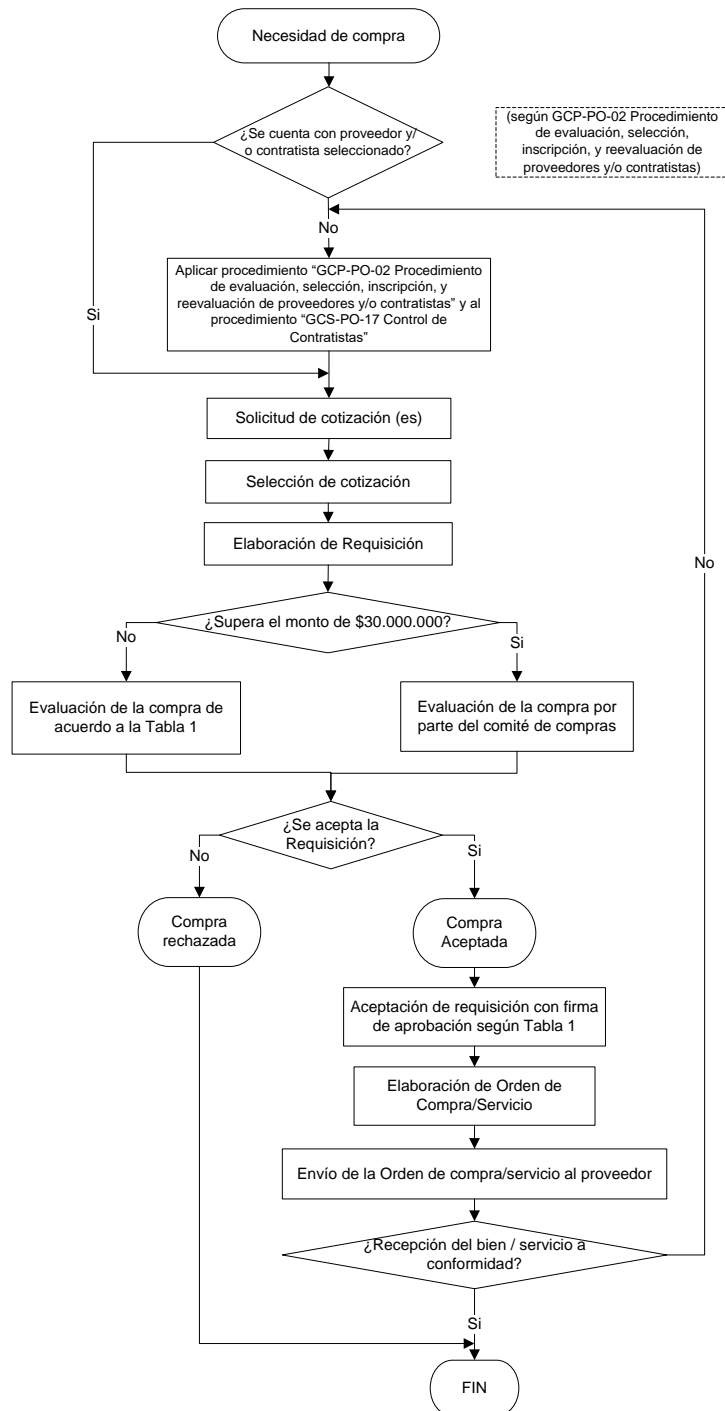 Necesidad de compra
¿Se cuenta con proveedor y/
o contratista seleccionado?
(según GCP-PO-02 Procedimiento
de evaluación, selección,
inscripción, y reevaluación de
proveedores y/o contratistas)
No
Aplicar procedimiento “GCP-PO-02 Procedimiento
de evaluación, selección, inscripción, y
reevaluación de proveedores y/o contratistas” y al
procedimiento “GCS-PO-17 Control de
Contratistas”
Si
Solicitud de cotización (es)
Selección de cotización
Elaboración de Requisición
No
¿Supera el monto de $30.000.000?
No
Si
Evaluación de la compra de
acuerdo a la Tabla 1
Evaluación de la compra por
parte del comité de compras
¿Se acepta la
Requisición?
No
Si
Compra
rechazada
Compra
Aceptada
Aceptación de requisición con firma
de aprobación según Tabla 1
Elaboración de Orden de
Compra/Servicio
Envío de la Orden de compra/servicio al proveedor
¿Recepción del bien / servicio a
conformidad?
Si
FIN